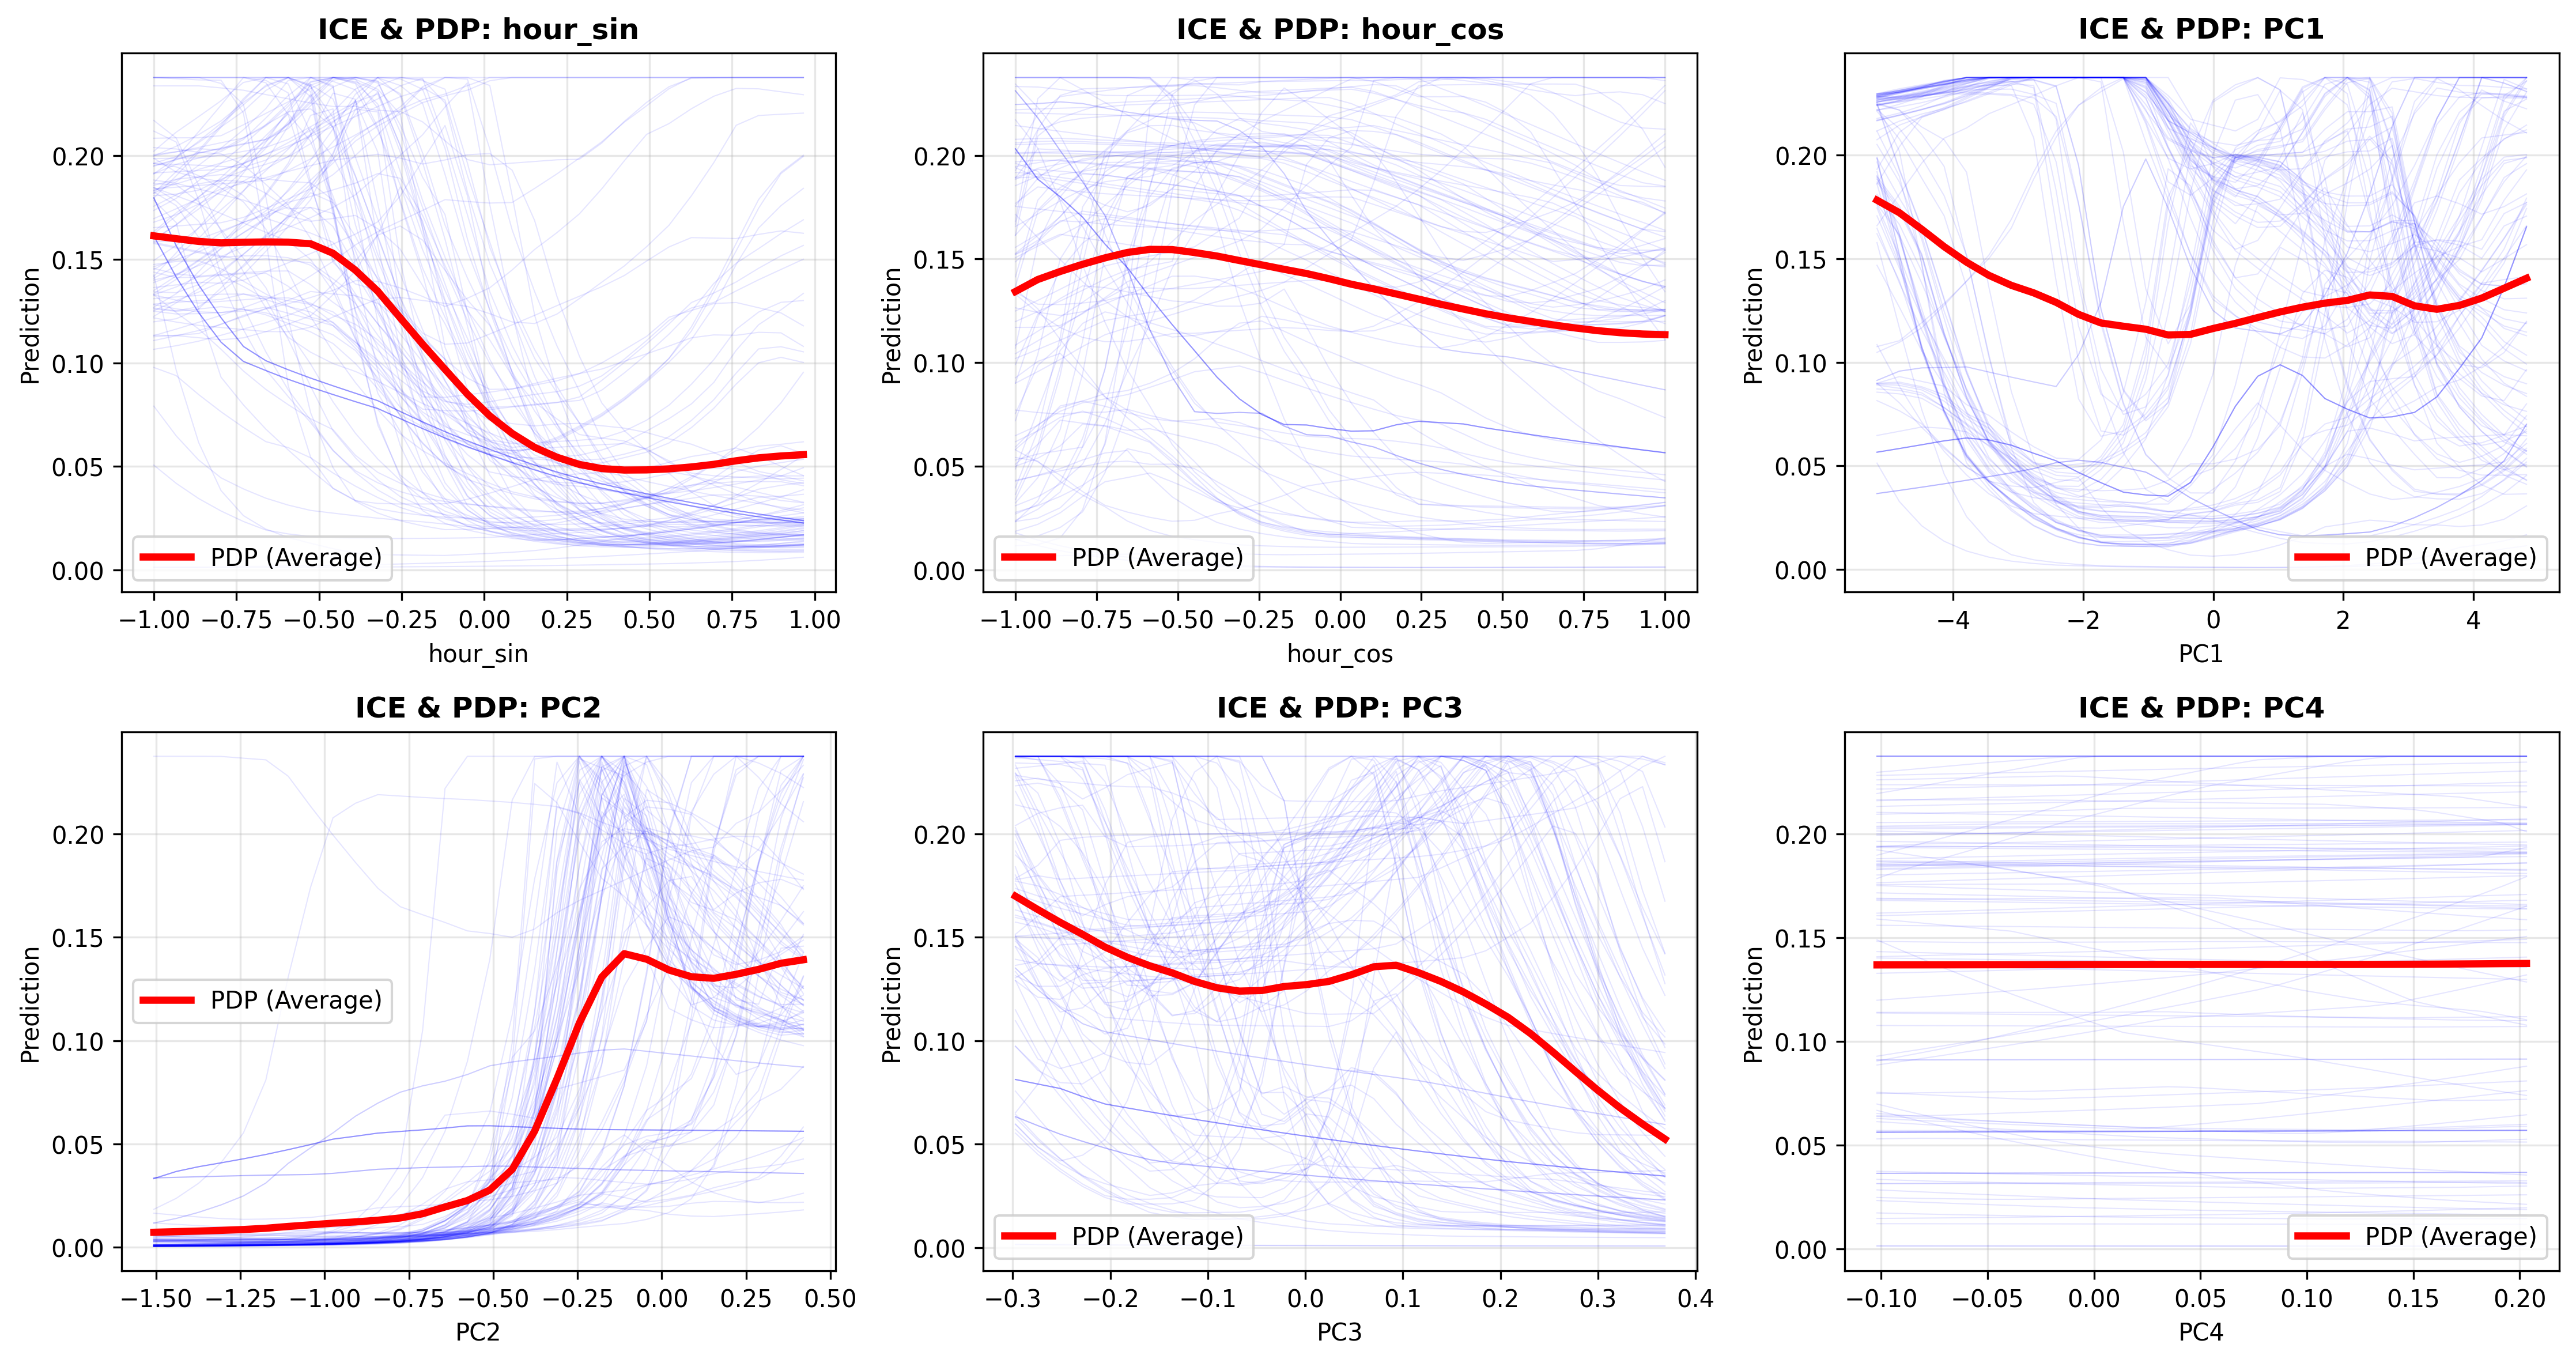 ICE & PDP: hour_sin
Prediction
0.20
0.15
0.10
0.05
0.00
PDP (Average)
−1.00 −0.75 −0.50 −0.25 0.00 0.25 0.50 0.75 1.00
hour_sin
ICE & PDP: hour_cos
Prediction
0.20
0.15
0.10
0.05
0.00
PDP (Average)
−1.00 −0.75 −0.50 −0.25 0.00 0.25 0.50 0.75 1.00
hour_cos
ICE & PDP: PC1
Prediction
0.20
0.15
0.10
0.05
0.00
PDP (Average)
−4 −2 0 2 4
PC1
ICE & PDP: PC2
Prediction
0.20
0.15
0.10
0.05
0.00
PDP (Average)
−1.50 −1.25 −1.00 −0.75 −0.50 −0.25 0.00 0.25 0.50
PC2
ICE & PDP: PC3
Prediction
0.20
0.15
0.10
0.05
0.00
PDP (Average)
−0.3 −0.2 −0.1 0.0 0.1 0.2 0.3 0.4
PC3
ICE & PDP: PC4
Prediction
0.20
0.15
0.10
0.05
0.00
PDP (Average)
−0.10 −0.05 0.00 0.05 0.10 0.15 0.20
PC4